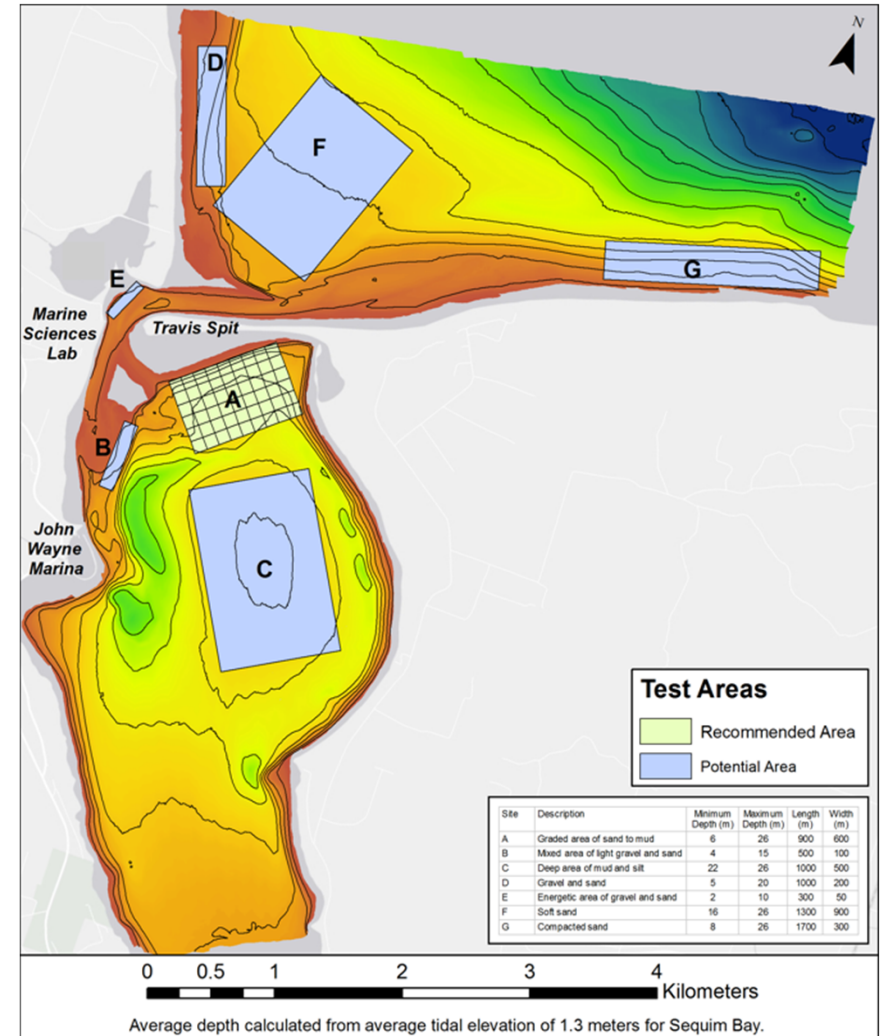 N
D
F
G
E
Marine
Sciences
Lab
Travis Spit
A
B
John
Wayne
Marina
C
Test Areas
Recommended Area
Potential Area
Site Description Minimum Depth (m) Maximum Depth (m) Length (m) Width (m)
A Graded area of sand to mud 6 26 900 600
B Mixed area of light gravel and sand 4 15 500 100
C Deep area of mud and silt 22 26 1000 500
D Gravel and sand 5 20 1000 200
E Energetic area of gravel and sand 2 10 300 50
F Soft sand 16 26 1300 900
G Compacted sand 8 26 1700 300
0 0.5 1 2 3 4
Kilometers
Average depth calculated from average tidal elevation of 1.3 meters for Sequim Bay.